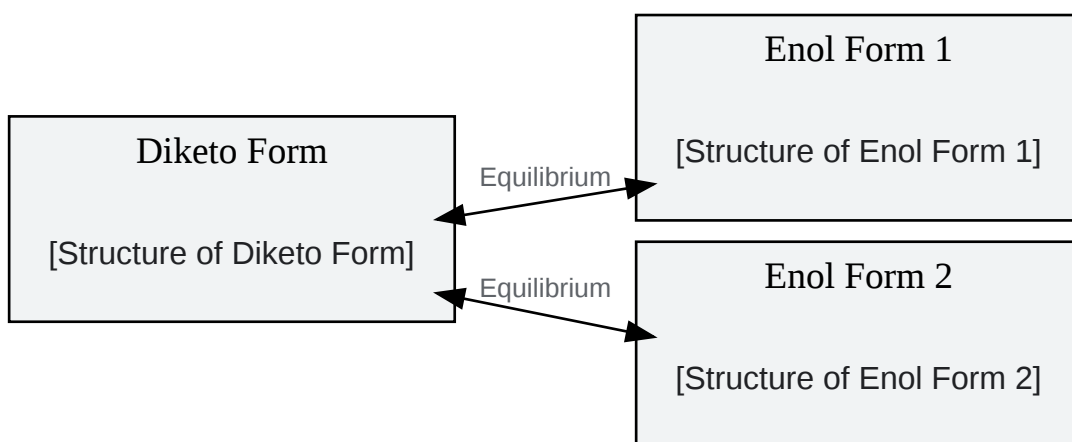 Diketo Form
[Structure of Diketo Form]
Equilibrium
Equilibrium
Enol Form 1
[Structure of Enol Form 1]
Enol Form 2
[Structure of Enol Form 2]